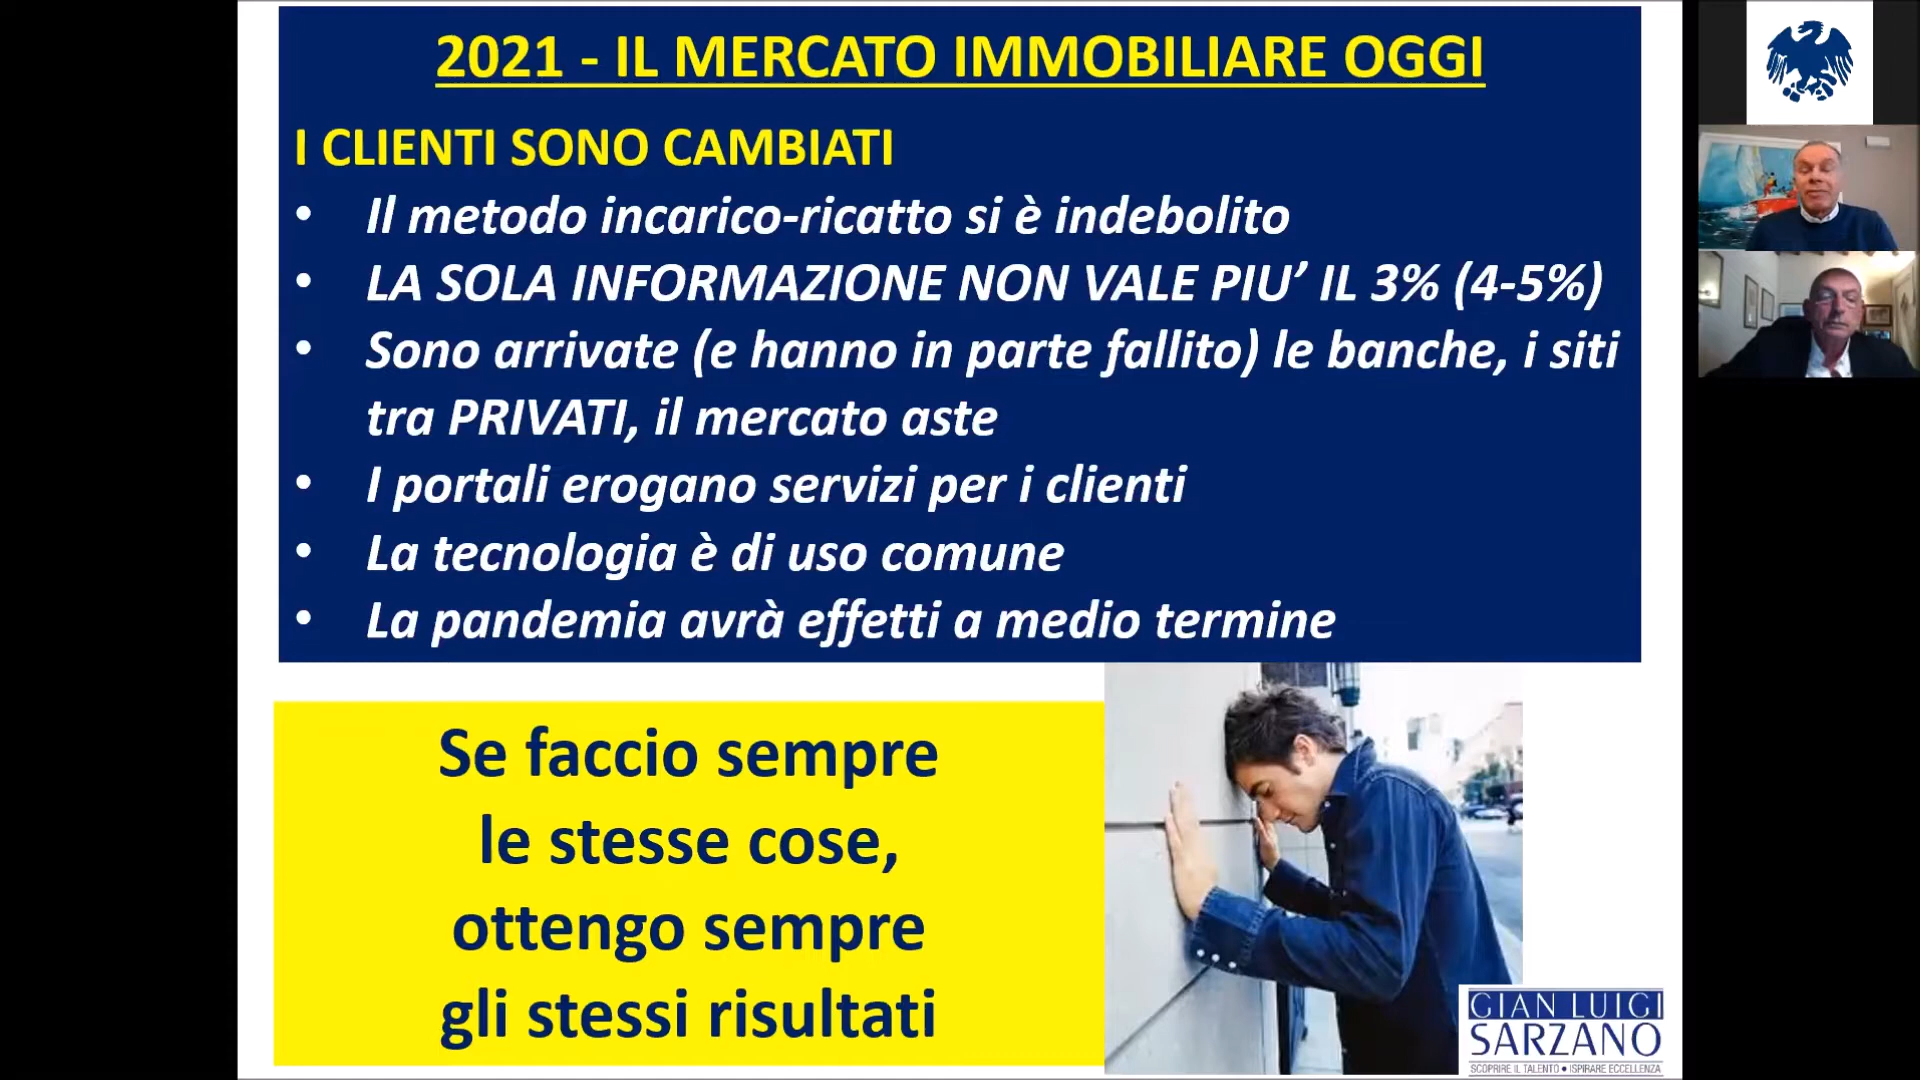 2021 - IL MERCATO IMMOBILIARE OGGI
I CLIENTI SONO CAMBIATI
• Il metodo incarico-ricatto si è indebolito
• LA SOLA INFORMAZIONE NON VALE PIU’ IL 3% (4-5%)
• Sono arrivate (e hanno in parte fallito) le banche, i siti
tra PRIVATI, il mercato aste
• I portali erogano servizi per i clienti
• La tecnologia è di uso comune
• La pandemia avrà effetti a medio termine
Se faccio sempre
le stesse cose,
ottengo sempre
gli stessi risultati
GIAN LUIGI
SARZANO
SCOPRIRE IL TALENTO • ISPIRARE ECCELLENZA